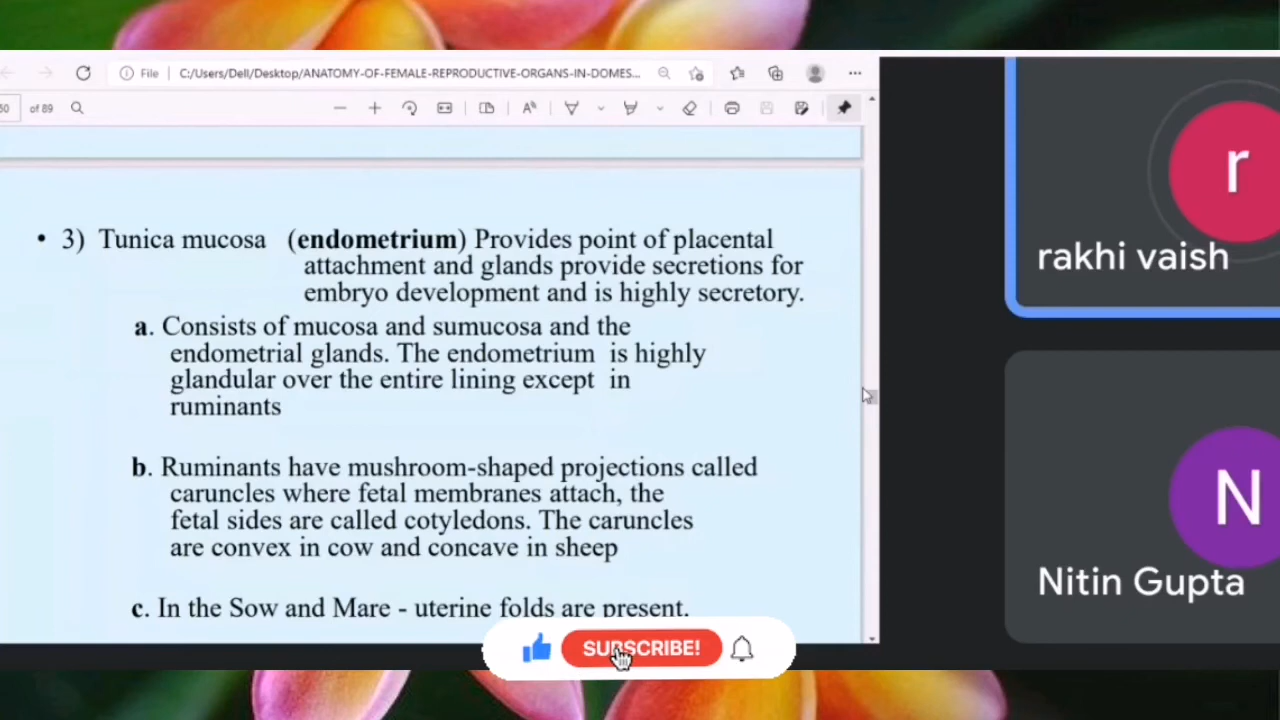 File | C:/Users/Dell/Desktop/ANATOMY-OF-FEMALE-REPRODUCTIVE-ORGANS-IN-DOMES...
of 89
• 3) Tunica mucosa (endometrium) Provides point of placental
attachment and glands provide secretions for
embryo development and is highly secretory.
a. Consists of mucosa and sumucosa and the
endometrial glands. The endometrium is highly
glandular over the entire lining except in
ruminants
b. Ruminants have mushroom-shaped projections called
caruncles where fetal membranes attach, the
fetal sides are called cotyledons. The caruncles
are convex in cow and concave in sheep
c. In the Sow and Mare - uterine folds are present.
r
rakhi vaish
N
Nitin Gupta
SUBSCRIBE!